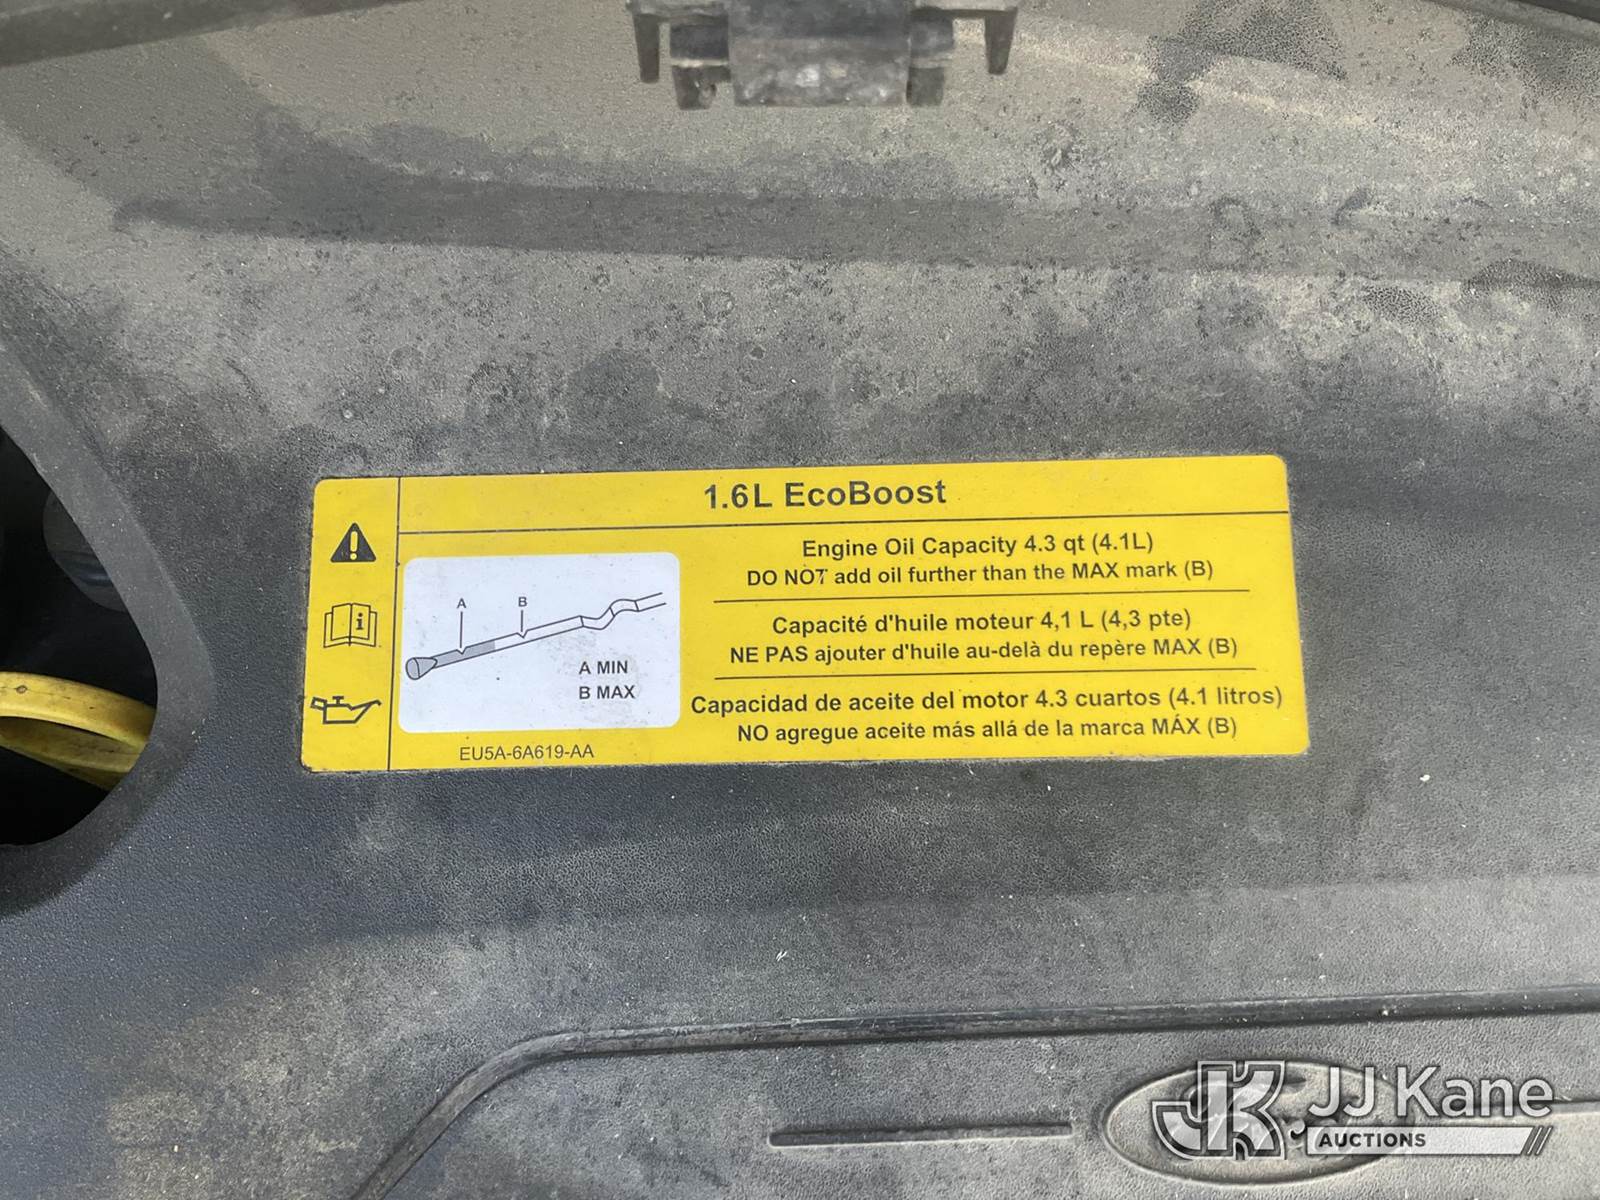 1.6L EcoBoost
Engine Oil Capacity 4.3 qt (4.1L)
DO NOT add oil further than the MAX mark (B)
Capacité d'huile moteur 4,1 L (4,3 pte)
NE PAS ajouter d'huile au-delà du repère MAX (B)
Capacidad de aceite del motor 4.3 cuartos (4.1 litros)
NO agregue aceite más allá de la marca MÁX (B)
A B
A MIN
B MAX
EU5A-6A619-AA
JK JJ Kane
AUCTIONS